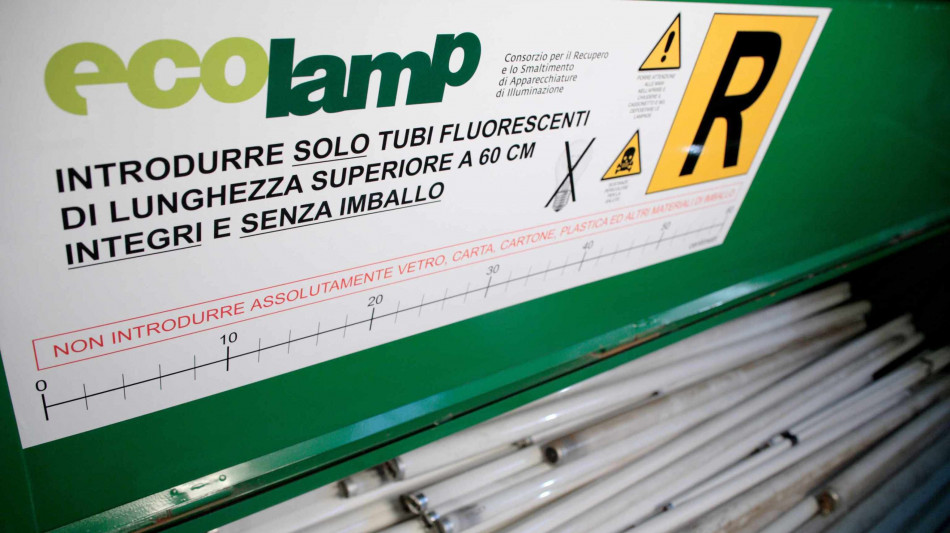 ecolamp
Consorzio per il Recupero
e lo Smaltimento
di Apparecchiature
di Illuminazione
R
INTRODURRE SOLO TUBI FLUORESCENTI
DI LUNGHEZZA SUPERIORE A 60 CM
INTEGRI E SENZA IMBALLO
NON INTRODURRE ASSOLUTAMENTE VETRO, CARTA, CARTONE, PLASTICA ED ALTRI MATERIALI DI IMBALLO
0 10 20 30 40 50